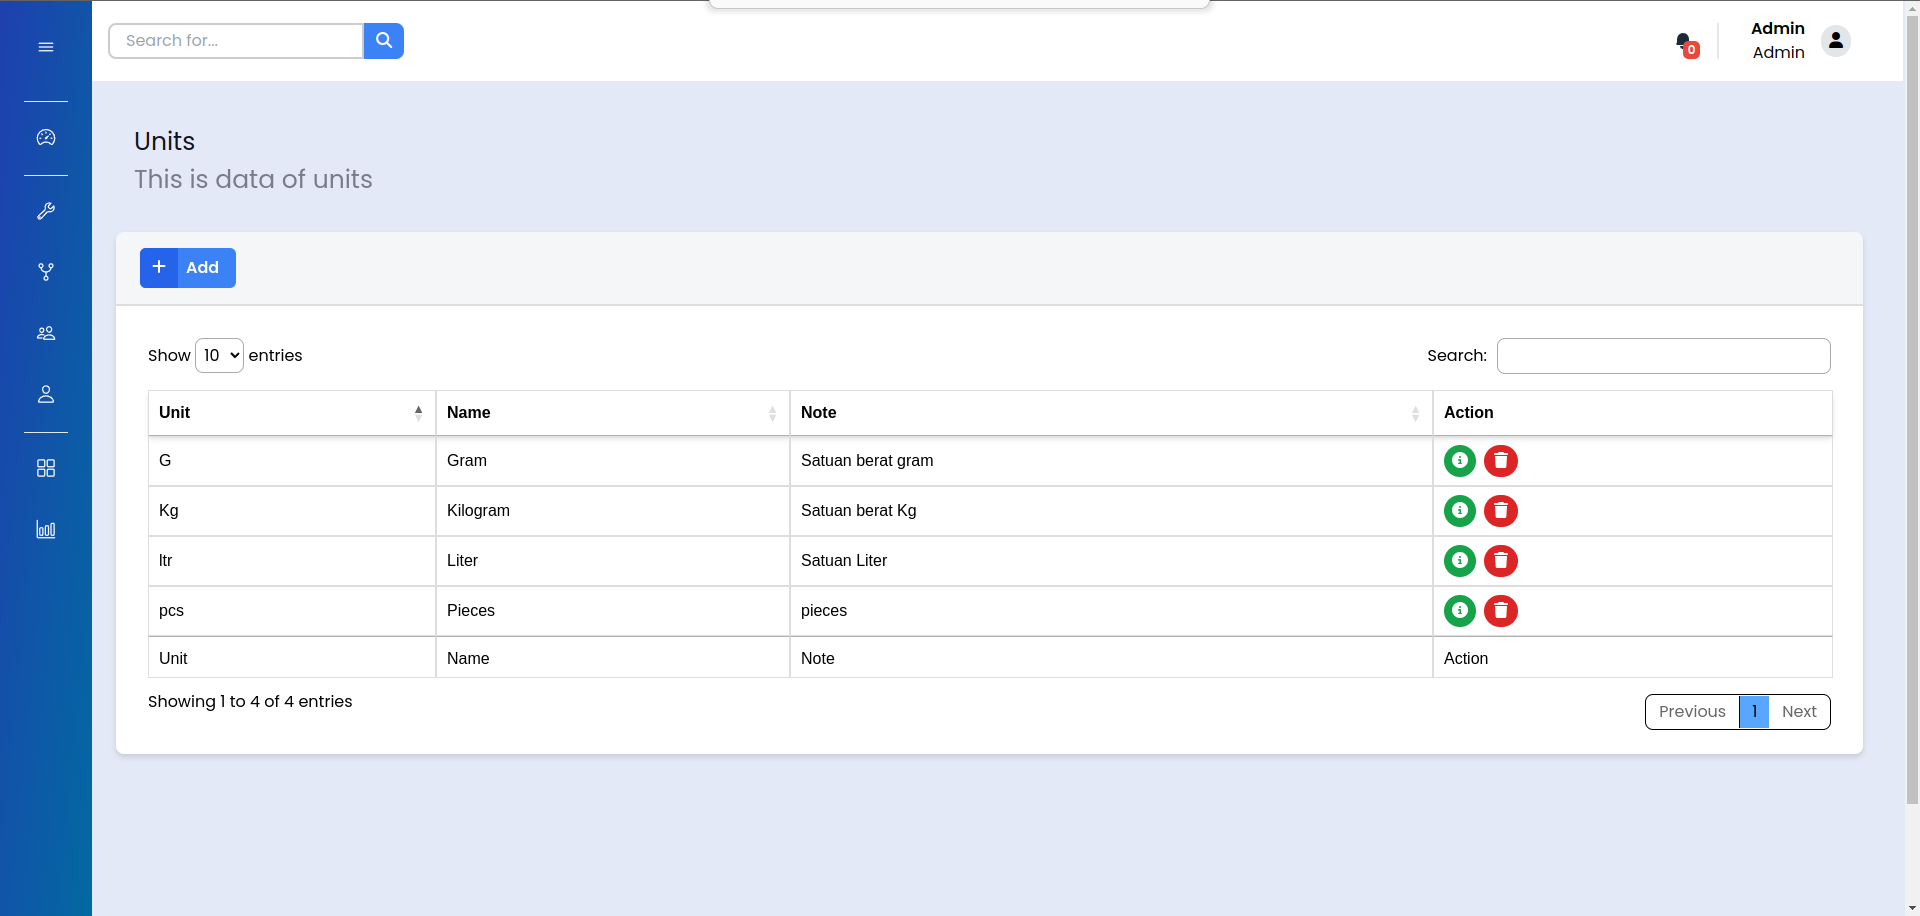 Search for...
0
Admin
Admin
Units
This is data of units
+ Add
Show 10 entries
Search:
Unit Name Note Action
G Gram Satuan berat gram
Kg Kilogram Satuan berat Kg
ltr Liter Satuan Liter
pcs Pieces pieces
Unit Name Note Action
Showing 1 to 4 of 4 entries
Previous 1 Next